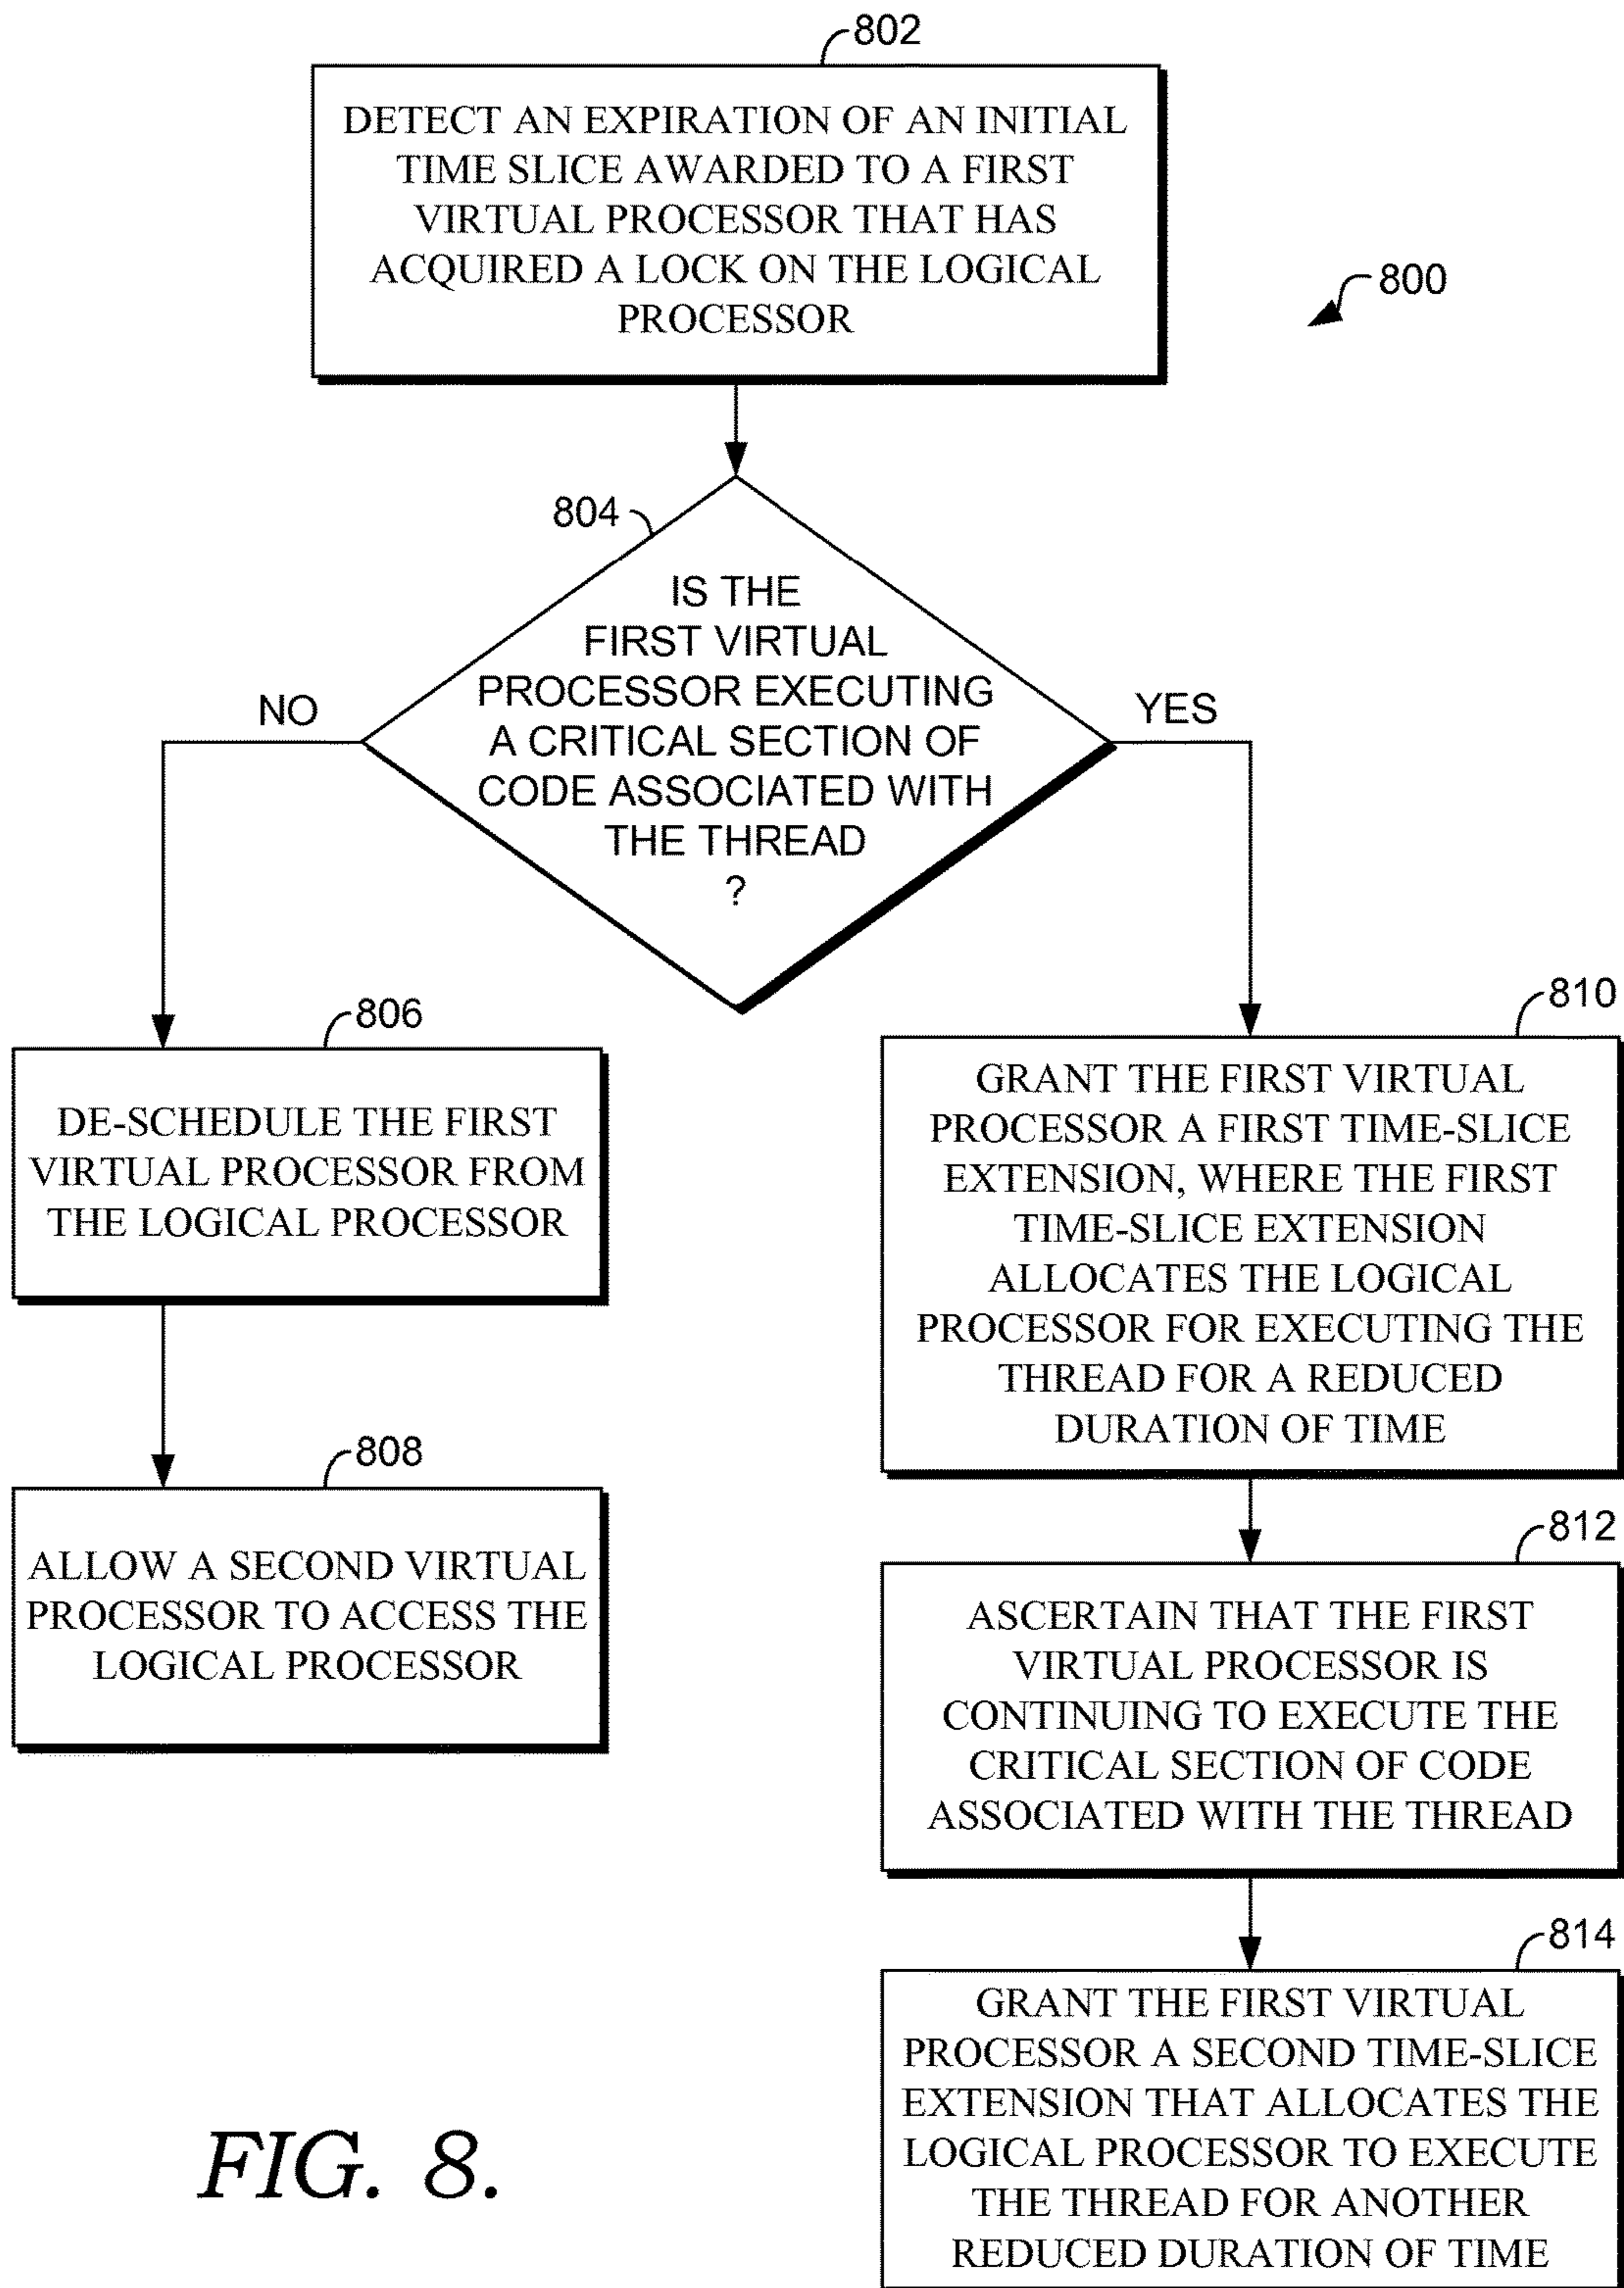 802
DETECT AN EXPIRATION OF AN INITIAL
TIME SLICE AWARDED TO A FIRST
VIRTUAL PROCESSOR THAT HAS
ACQUIRED A LOCK ON THE LOGICAL
PROCESSOR
800
804
IS THE
FIRST VIRTUAL
PROCESSOR EXECUTING
A CRITICAL SECTION OF
CODE ASSOCIATED WITH
THE THREAD
?
NO
YES
806
DE-SCHEDULE THE FIRST
VIRTUAL PROCESSOR FROM
THE LOGICAL PROCESSOR
808
ALLOW A SECOND VIRTUAL
PROCESSOR TO ACCESS THE
LOGICAL PROCESSOR
810
GRANT THE FIRST VIRTUAL
PROCESSOR A FIRST TIME-SLICE
EXTENSION, WHERE THE FIRST
TIME-SLICE EXTENSION
ALLOCATES THE LOGICAL
PROCESSOR FOR EXECUTING THE
THREAD FOR A REDUCED
DURATION OF TIME
812
ASCERTAIN THAT THE FIRST
VIRTUAL PROCESSOR IS
CONTINUING TO EXECUTE THE
CRITICAL SECTION OF CODE
ASSOCIATED WITH THE THREAD
814
GRANT THE FIRST VIRTUAL
PROCESSOR A SECOND TIME-SLICE
EXTENSION THAT ALLOCATES THE
LOGICAL PROCESSOR TO EXECUTE
THE THREAD FOR ANOTHER
REDUCED DURATION OF TIME
FIG. 8.